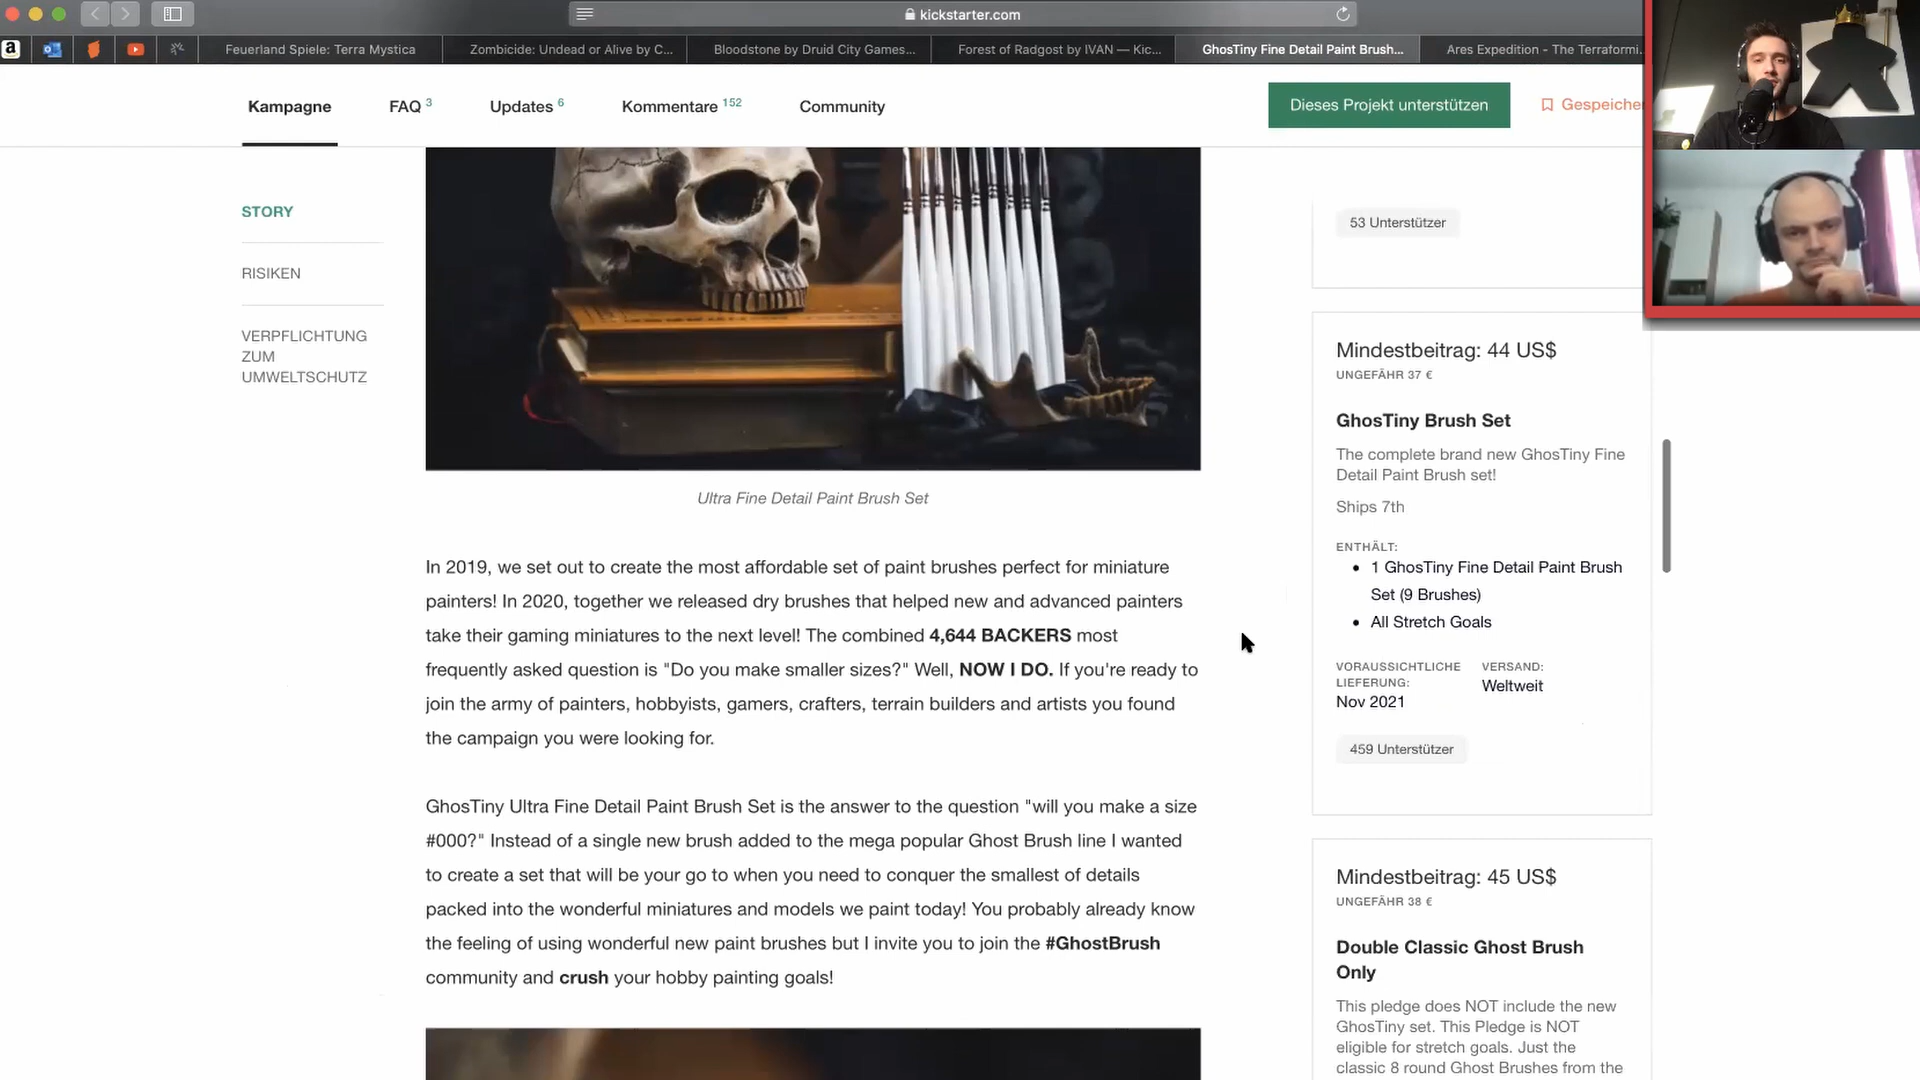 kickstarter.com
Feuerland Spiele: Terra Mystica
Zombicide: Undead or Alive by C...
Bloodstone by Druid City Games...
Forest of Radgost by IVAN — Kic...
GhosTiny Fine Detail Paint Brush...
Ares Expedition - The Terraformi
Kampagne
FAQ 3
Updates 6
Kommentare 152
Community
Dieses Projekt unterstützen
Gespeicher
STORY
RISIKEN
VERPFLICHTUNG
ZUM
UMWELTSCHUTZ
Ultra Fine Detail Paint Brush Set
In 2019, we set out to create the most affordable set of paint brushes perfect for miniature
painters! In 2020, together we released dry brushes that helped new and advanced painters
take their gaming miniatures to the next level! The combined 4,644 BACKERS most
frequently asked question is "Do you make smaller sizes?" Well, NOW I DO. If you're ready to
join the army of painters, hobbyists, gamers, crafters, terrain builders and artists you found
the campaign you were looking for.
GhosTiny Ultra Fine Detail Paint Brush Set is the answer to the question "will you make a size
#000?" Instead of a single new brush added to the mega popular Ghost Brush line I wanted
to create a set that will be your go to when you need to conquer the smallest of details
packed into the wonderful miniatures and models we paint today! You probably already know
the feeling of using wonderful new paint brushes but I invite you to join the #GhostBrush
community and crush your hobby painting goals!
53 Unterstützer
Mindestbeitrag: 44 US$
UNGEFÄHR 37 €
GhosTiny Brush Set
The complete brand new GhosTiny Fine
Detail Paint Brush set!
Ships 7th
ENTHÄLT:
• 1 GhosTiny Fine Detail Paint Brush
Set (9 Brushes)
• All Stretch Goals
VORAUSSICHTLICHE
LIEFERUNG:
Nov 2021
VERSAND:
Weltweit
459 Unterstützer
Mindestbeitrag: 45 US$
UNGEFÄHR 38 €
Double Classic Ghost Brush
Only
This pledge does NOT include the new
GhosTiny set. This Pledge is NOT
eligible for stretch goals. Just the
classic 8 round Ghost Brushes from the